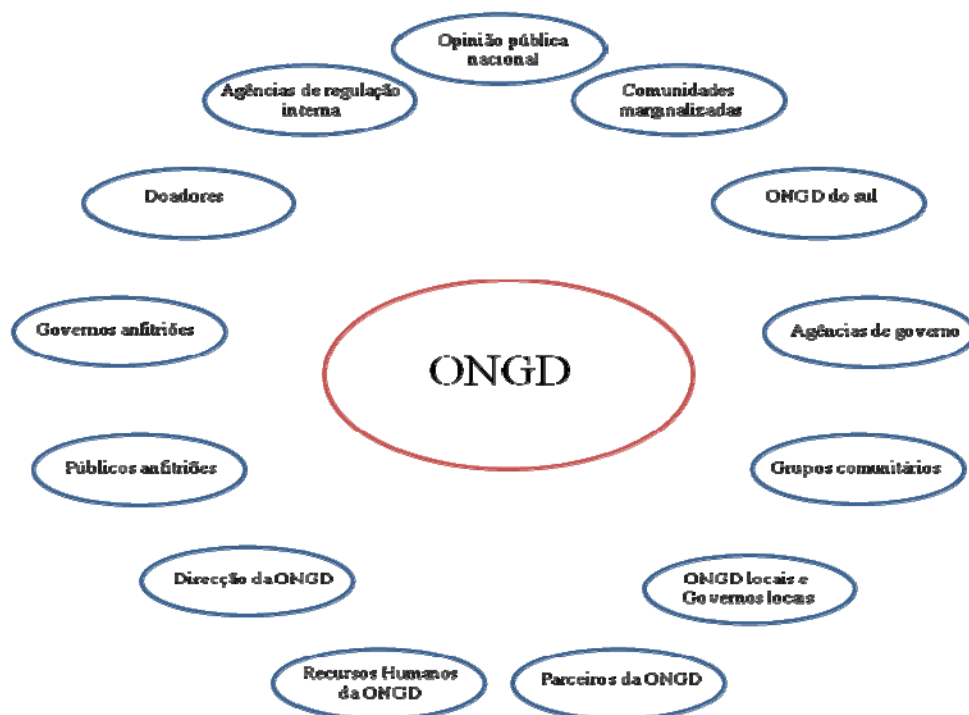 Opinião pública
nacional
Agências de regulação
interna
Comunidades
marginalizadas
Doadores
ONGD do sul
Governos anfitriões
Agências de governo
ONGD
Públicos anfitriões
Grupos comunitários
Direcção da ONGD
ONGD locais e
Governos locais
Recursos Humanos
da ONGD
Parceiros da ONGD